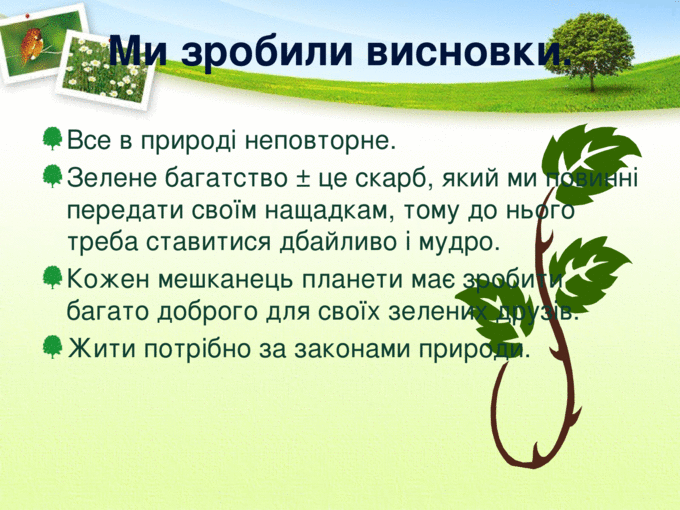 Ми зробили висновки.
Все в природі неповторне.
Зелене багатство ± це скарб, який ми повинні
передати своїм нащадкам, тому до нього
треба ставитися дбайливо і мудро.
Кожен мешканець планети має зробити
багато доброго для своїх зелених друзів.
Жити потрібно за законами природи.